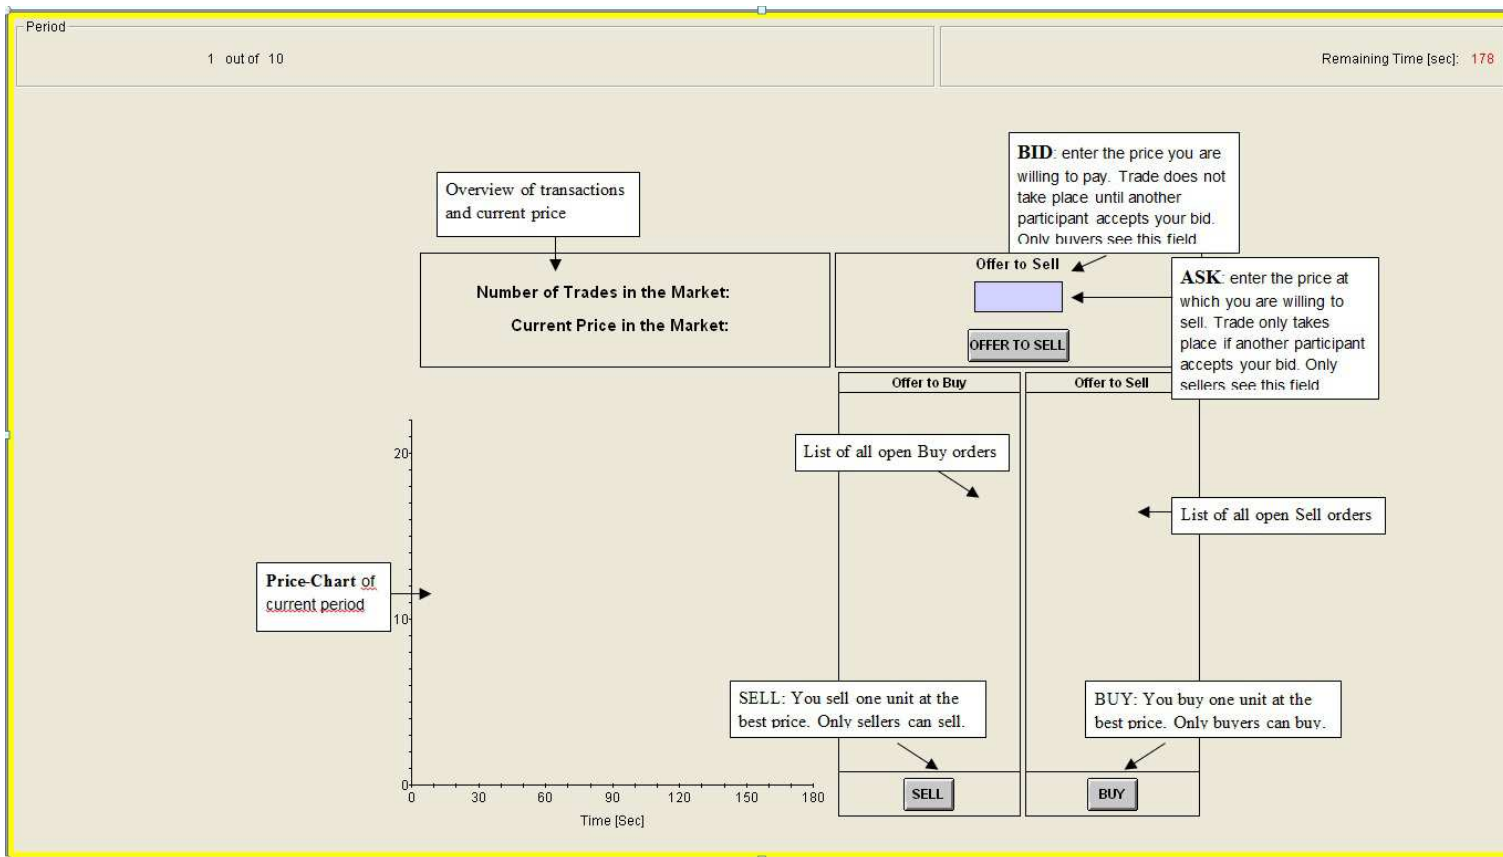 Period
1 out of 10
Remaining Time [sec]: 178
BID: enter the price you are
willing to pay. Trade does not
take place until another
participant accepts your bid.
Only buyers see this field
Overview of transactions
and current price
Number of Trades in the Market:
Current Price in the Market:
Offer to Sell
OFFER TO SELL
ASK: enter the price at
which you are willing to
sell. Trade only takes
place if another participant
accepts your bid. Only
sellers see this field
Offer to Buy
Offer to Sell
List of all open Buy orders
List of all open Sell orders
Price-Chart of
current period
20
10
0
0 30 60 90 120 150 180
Time [Sec]
SELL: You sell one unit at the
best price. Only sellers can sell.
BUY: You buy one unit at the
best price. Only buyers can buy.
SELL
BUY